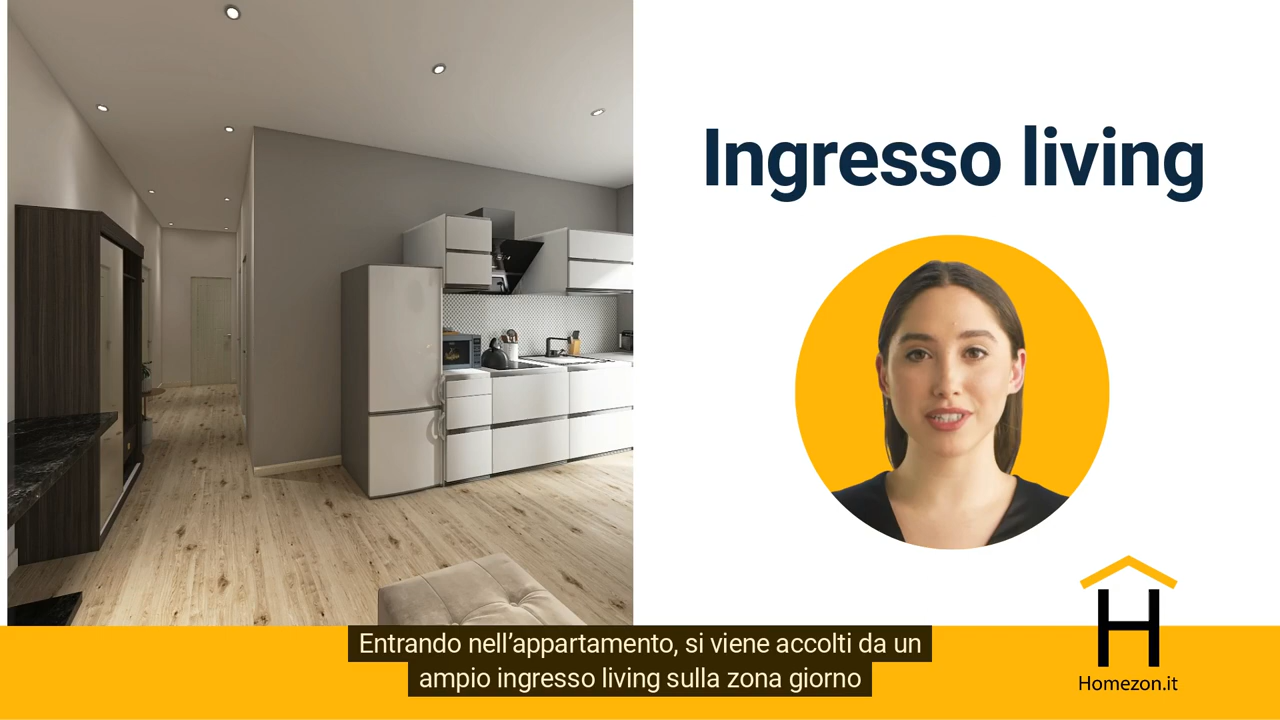 Ingresso living
Entrando nell’appartamento, si viene accolti da un
ampio ingresso living sulla zona giorno
Homezon.it